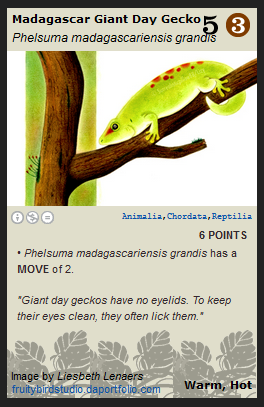 Madagascar Giant Day Gecko 5 3
Phelsuma madagascariensis grandis
Animalia,Chordata,Reptilia
6 POINTS
• Phelsuma madagascariensis grandis has a
MOVE of 2.
"Giant day geckos have no eyelids. To keep
their eyes clean, they often lick them."
Image by Liesbeth Lenaers
fruitybirdstudio.daportfolio.com
Warm, Hot